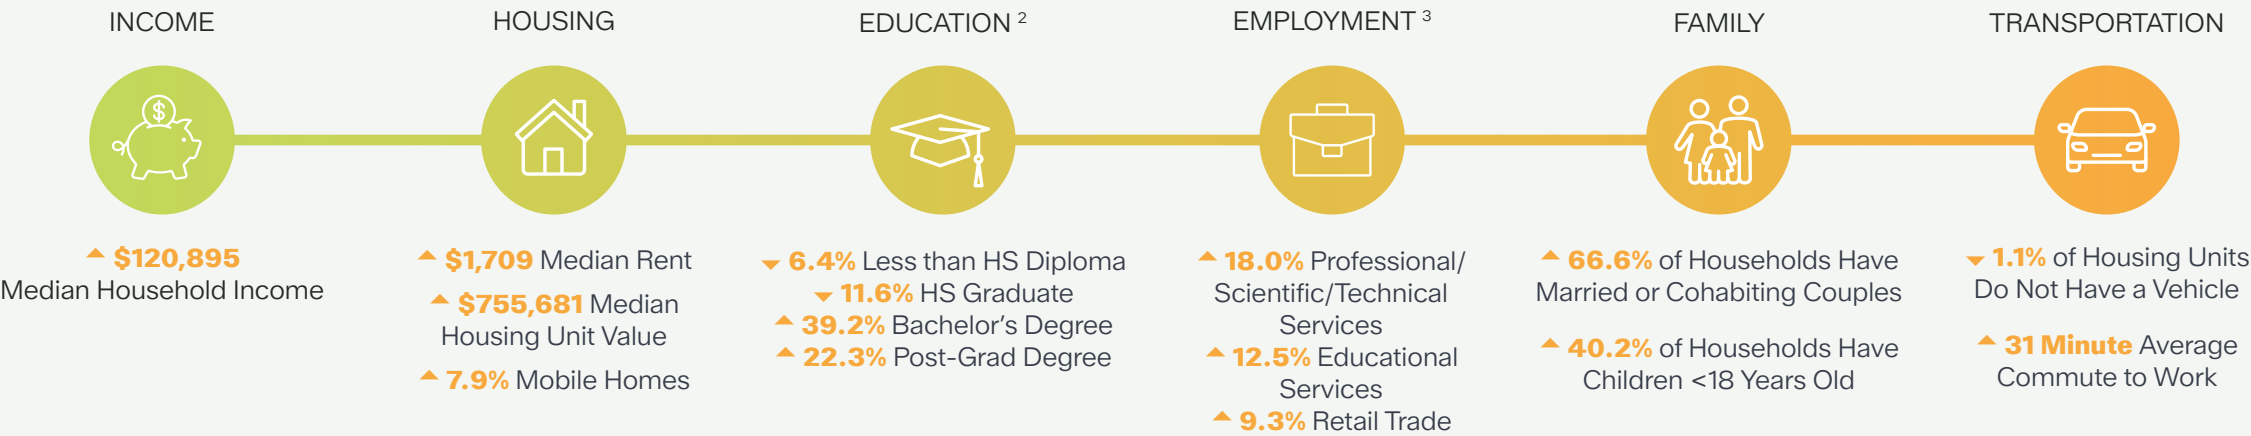 INCOME
▲ $120,895
Median Household Income
HOUSING
▲ $1,709 Median Rent
▲ $755,681 Median
Housing Unit Value
▲ 7.9% Mobile Homes
EDUCATION 2
▼ 6.4% Less than HS Diploma
▼ 11.6% HS Graduate
▲ 39.2% Bachelor's Degree
▲ 22.3% Post-Grad Degree
EMPLOYMENT 3
▲ 18.0% Professional/
Scientific/Technical
Services
▲ 12.5% Educational
Services
▲ 9.3% Retail Trade
FAMILY
▲ 66.6% of Households Have
Married or Cohabiting Couples
▲ 40.2% of Households Have
Children <18 Years Old
TRANSPORTATION
▼ 1.1% of Housing Units
Do Not Have a Vehicle
▲ 31 Minute Average
Commute to Work
$